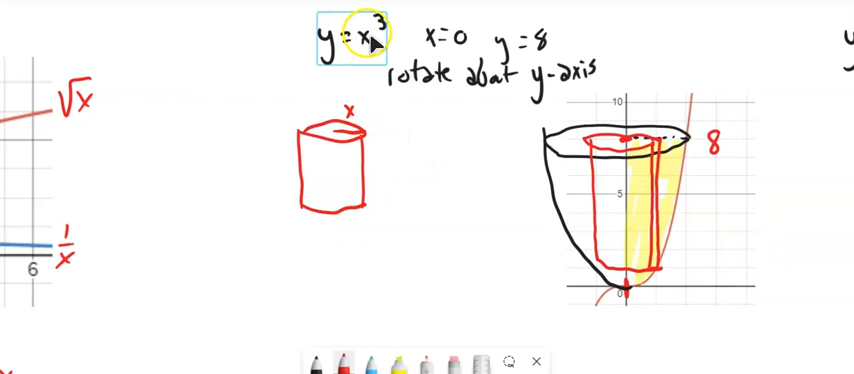 y = x³ x=0 y = 8
rotate about y-axis
√x
1/x
6
x
10
5
0
8